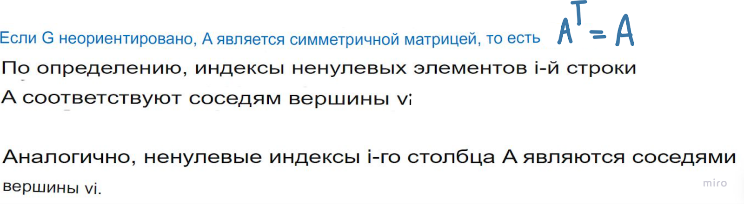 Если G неориентировано, A является симметричной матрицей, то есть Aᵀ = A
По определению, индексы ненулевых элементов i-й строки
A соответствуют соседям вершины vi
Аналогично, ненулевые индексы i-го столбца A являются соседями
вершины vi.
miro